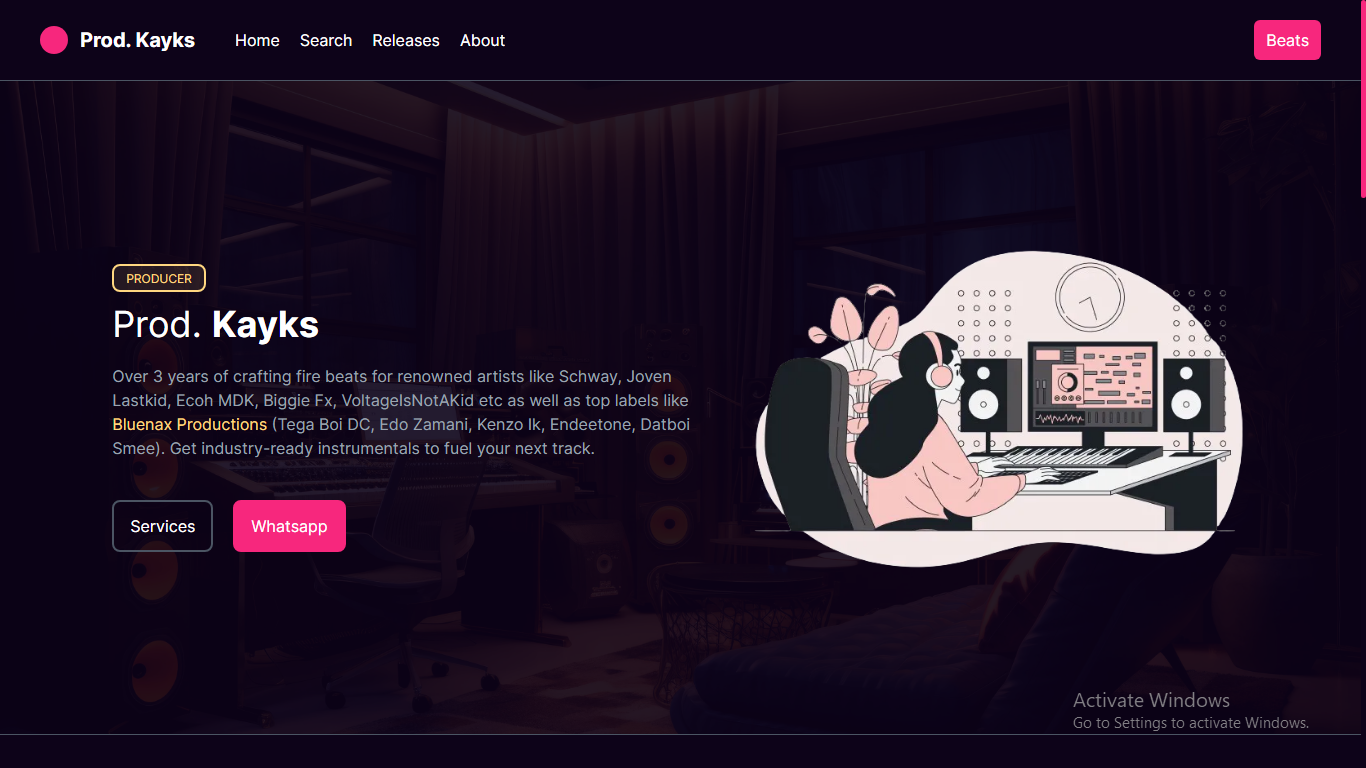 Prod. Kayks
Home
Search
Releases
About
Beats
PRODUCER
Prod. Kayks
Over 3 years of crafting fire beats for renowned artists like Schway, Joven
Lastkid, Ecoh MDK, Biggie Fx, VoltageIsNotAKid etc as well as top labels like
Bluenax Productions (Tega Boi DC, Edo Zamani, Kenzo Ik, Endeetone, Datboi
Smee). Get industry-ready instrumentals to fuel your next track.
Services
Whatsapp
Activate Windows
Go to Settings to activate Windows.